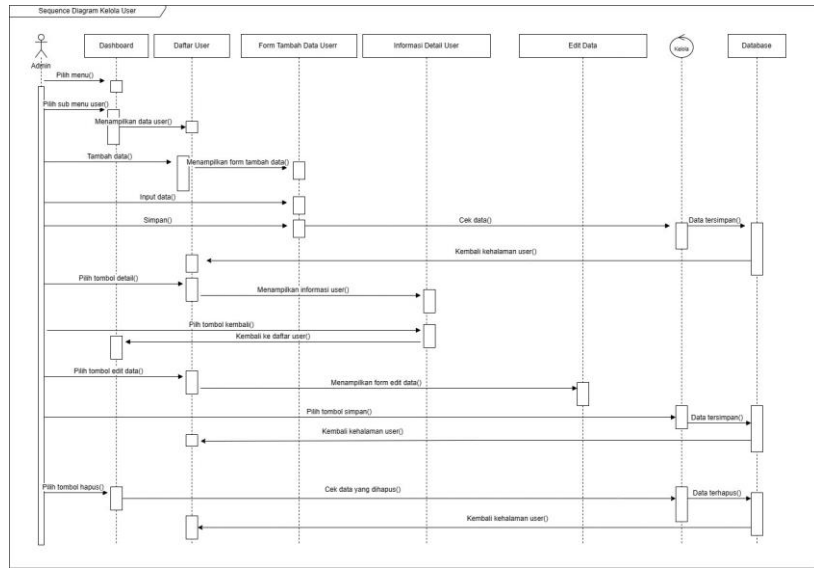 Sequence Diagram Kelola User
Dashboard
Daftar User
Form Tambah Data Userr
Informasi Detail User
Edit Data
Kelola
Database
Admin
Pilih menu()
Pilih sub menu user()
Menampilkan data user()
Tambah data()
Menampilkan form tambah data()
Input data()
Simpan()
Cek data()
Data tersimpan()
Kembali kehalaman user()
Pilih tombol detail()
Menampilkan informasi user()
Pilih tombol kembali()
Kembali ke daftar user()
Pilih tombol edit data()
Menampilkan form edit data()
Pilih tombol simpan()
Data tersimpan()
Kembali kehalaman user()
Pilih tombol hapus()
Cek data yang dihapus()
Data terhapus()
Kembali kehalaman user()